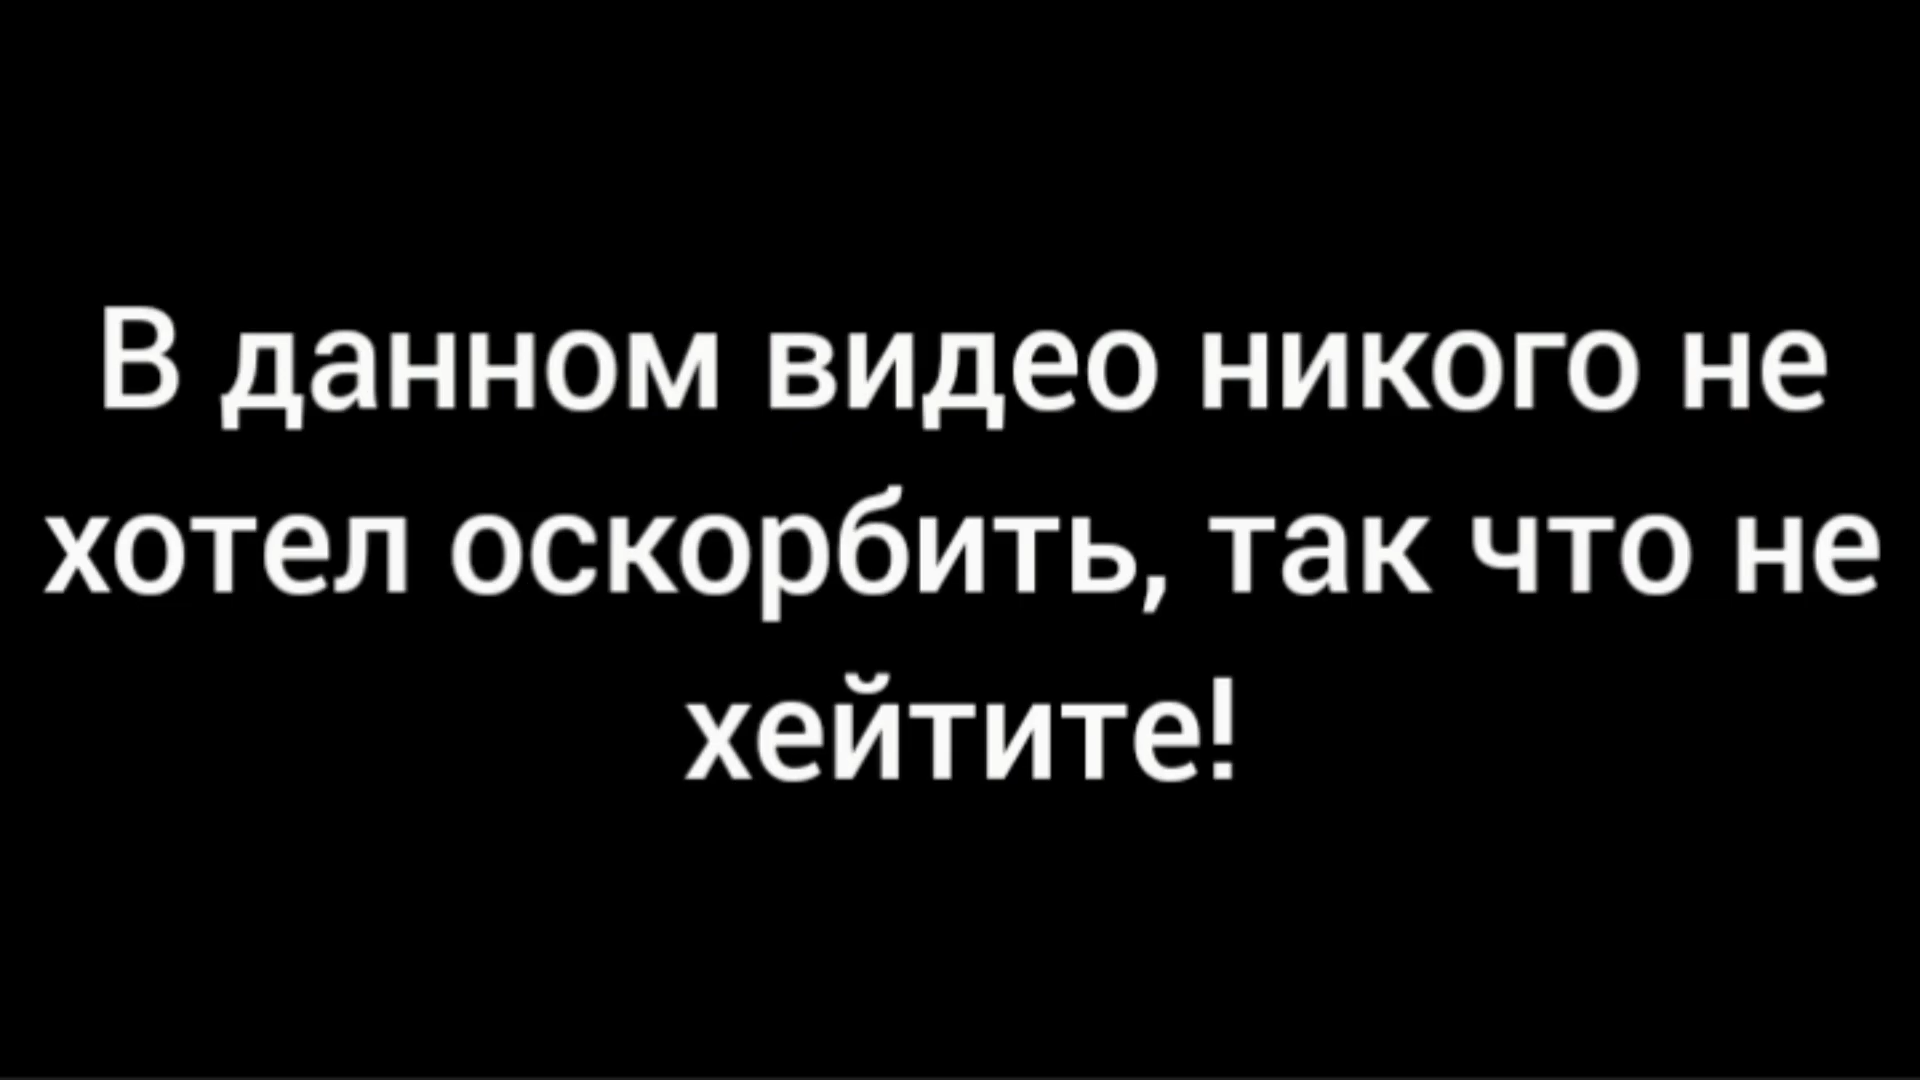 В данном видео никого не
хотел оскорбить, так что не
хейтите!